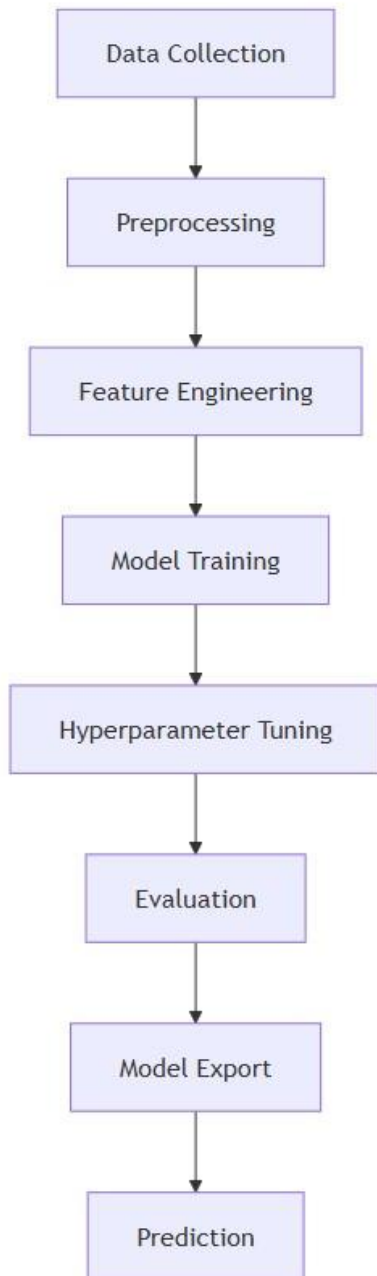 Data Collection
Preprocessing
Feature Engineering
Model Training
Hyperparameter Tuning
Evaluation
Model Export
Prediction